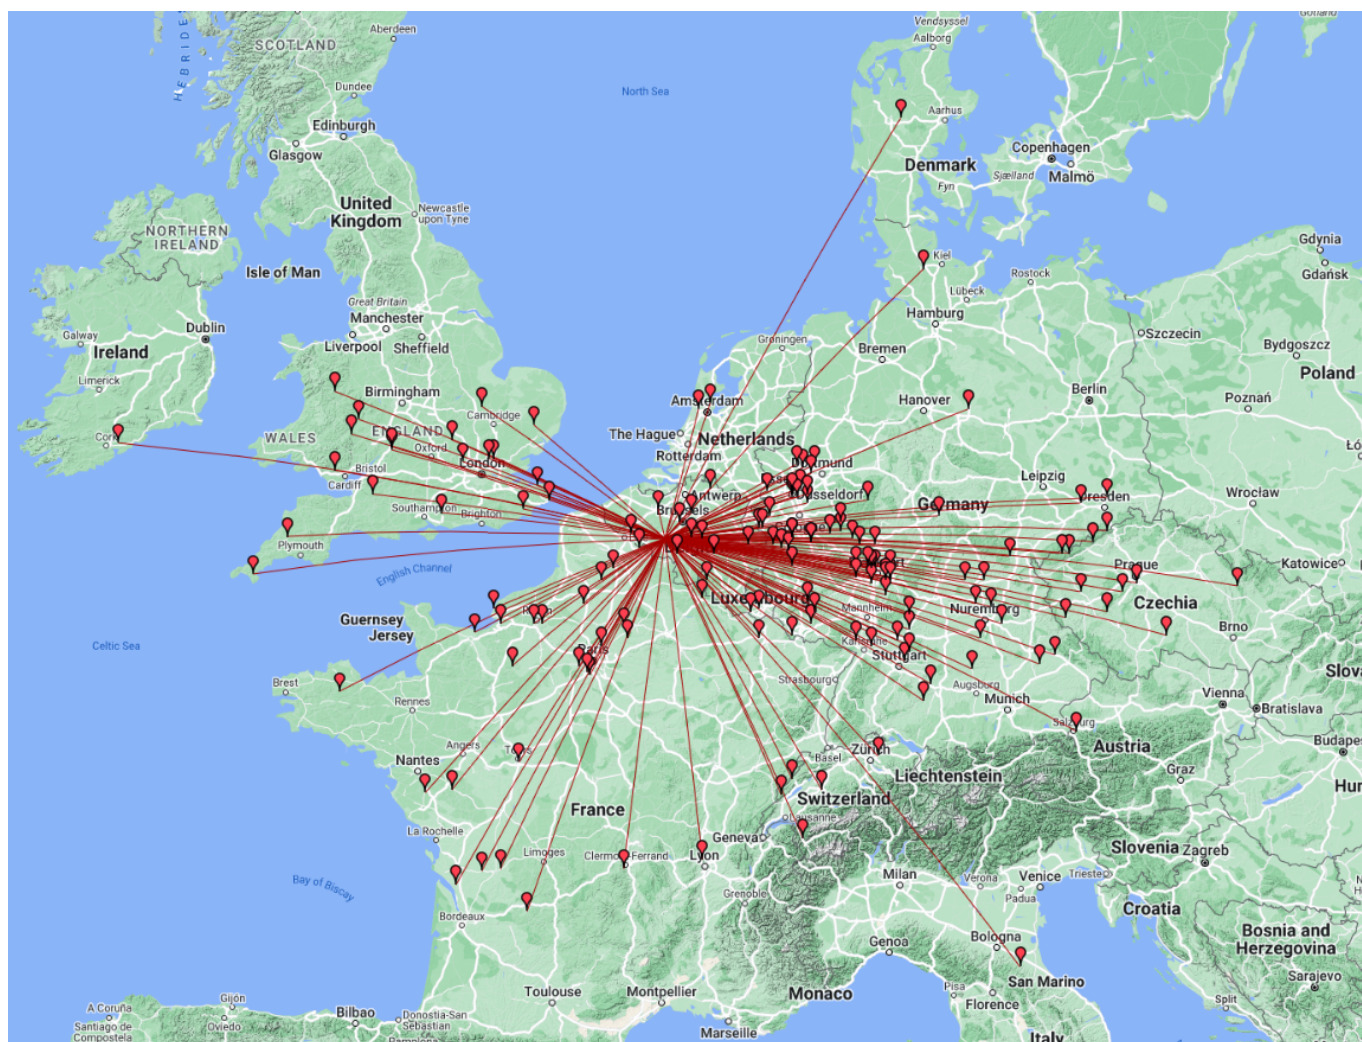 Vendsyssel
Aalborg
Gotland
HEBRIDES
SCOTLAND
Aberdeen
Dundee
North Sea
Aarhus
Edinburgh
Glasgow
Denmark
Copenhagen
Malmö
Sjælland
Fyn
United
Kingdom
Newcastle
upon Tyne
NORTHERN
IRELAND
Isle of Man
Kiel
Rostock
Gdynia
Gdańsk
Lübeck
Great Britain
Manchester
Hamburg
Dublin
Galway
Ireland
Liverpool
Sheffield
Groningen
Bremen
Szczecin
Bydgoszcz
Poland
Limerick
Birmingham
Amsterdam
Hanover
Berlin
Poznań
Cambridge
Cork
WALES
ENGLAND
The Hague
Netherlands
Rotterdam
Oxford
London
Bristol
Cardiff
Leipzig
Antwerp
Dresden
Wrocław
Germany
Southampton
Brighton
Brussels
Plymouth
English Channel
Prague
Katowice
Luxembourg
Czechia
Guernsey
Jersey
Mannheim
Nuremberg
Celtic Sea
Brno
Karlsruhe
Paris
Stuttgart
Brest
Rennes
Strasbourg
Augsburg
Munich
Vienna
Bratislava
Salzburg
Angers
Tours
Nantes
Basel
Zürich
Austria
Liechtenstein
Graz
France
Switzerland
Lausanne
La Rochelle
Geneva
Slovenia
Zagreb
Limoges
Clermont-Ferrand
Lyon
Milan
Verona
Venice
Trieste
Padua
Bay of Biscay
Grenoble
Croatia
Bordeaux
Bologna
Genoa
Bosnia and
Herzegovina
San Marino
Sarajevo
A Coruña
Gijón
Toulouse
Montpellier
Monaco
Pisa
Florence
Split
Santiago de
Compostela
Oviedo
Bilbao
Donostia-San
Sebastian
Marseille
Italy